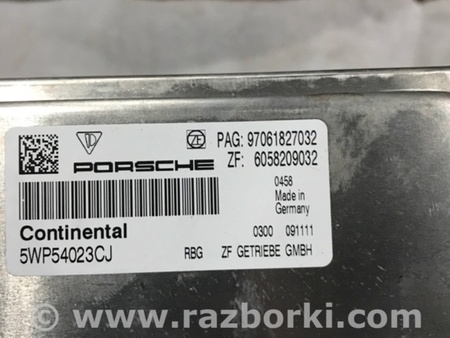 PAG: 97061827032
PORSCHE ZF: 6058209032
0458
Made in
Germany
Continental 0300 091111
5WP54023CJ RBG ZF GETRIEBE GMBH
© www.razborki.com